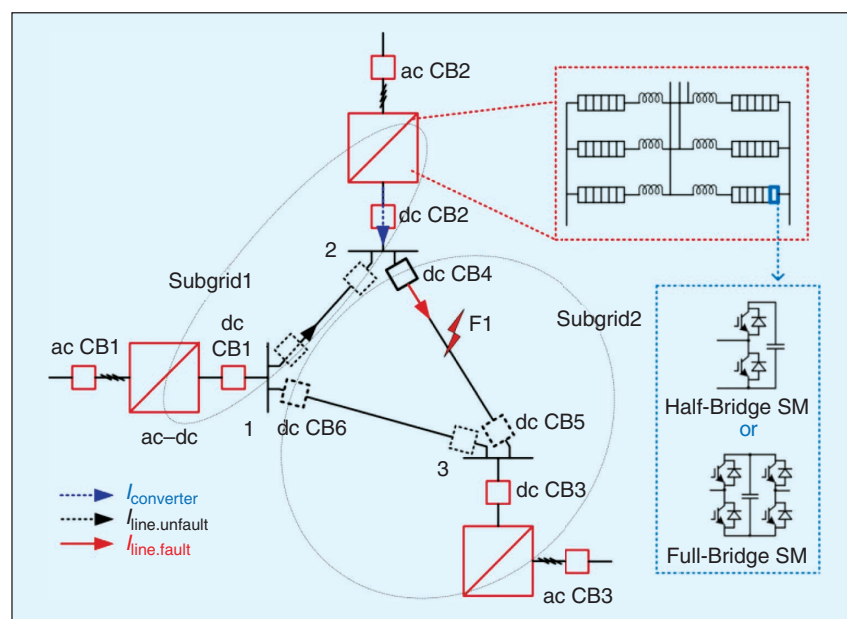 ac CB2
dc CB2
2
dc CB4
Subgrid1
F1
Subgrid2
ac CB1
dc
CB1
ac–dc
1
dc CB6
dc CB5
3
dc CB3
ac CB3
Iconverter
Iline.unfault
Iline.fault
Half-Bridge SM
or
Full-Bridge SM